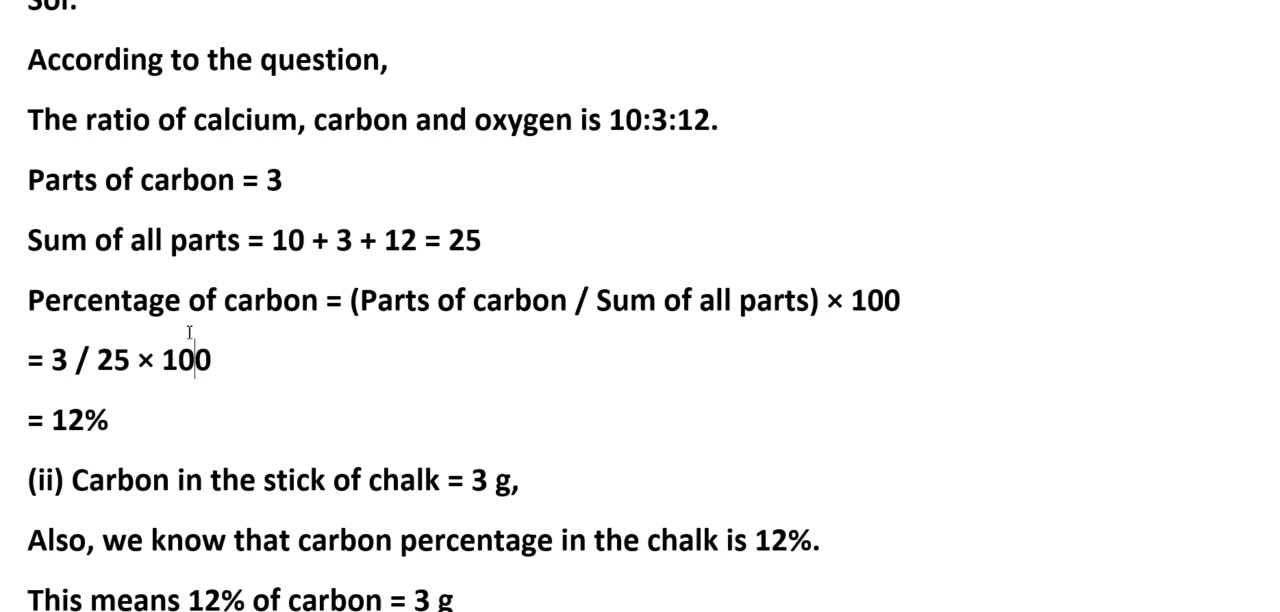 Sol.
According to the question,
The ratio of calcium, carbon and oxygen is 10:3:12.
Parts of carbon = 3
Sum of all parts = 10 + 3 + 12 = 25
Percentage of carbon = (Parts of carbon / Sum of all parts) × 100
= 3 / 25 × 100
= 12%
(ii) Carbon in the stick of chalk = 3 g,
Also, we know that carbon percentage in the chalk is 12%.
This means 12% of carbon = 3 g